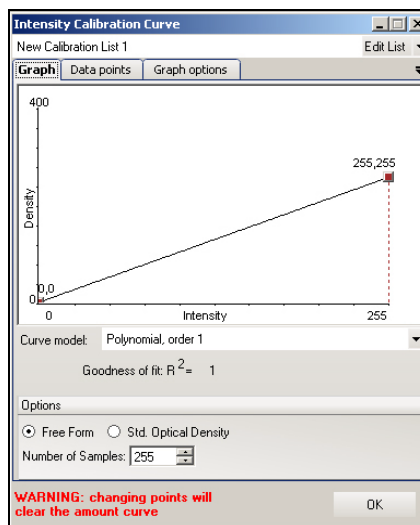 Intensity Calibration Curve
New Calibration List 1 Edit List
Graph Data points Graph options
400
255,255
Density
0,0
0
0 Intensity 255
Curve model: Polynomial, order 1
Goodness of fit: R 2 = 1
Options
Free Form Std. Optical Density
Number of Samples: 255
WARNING: changing points will
clear the amount curve
OK